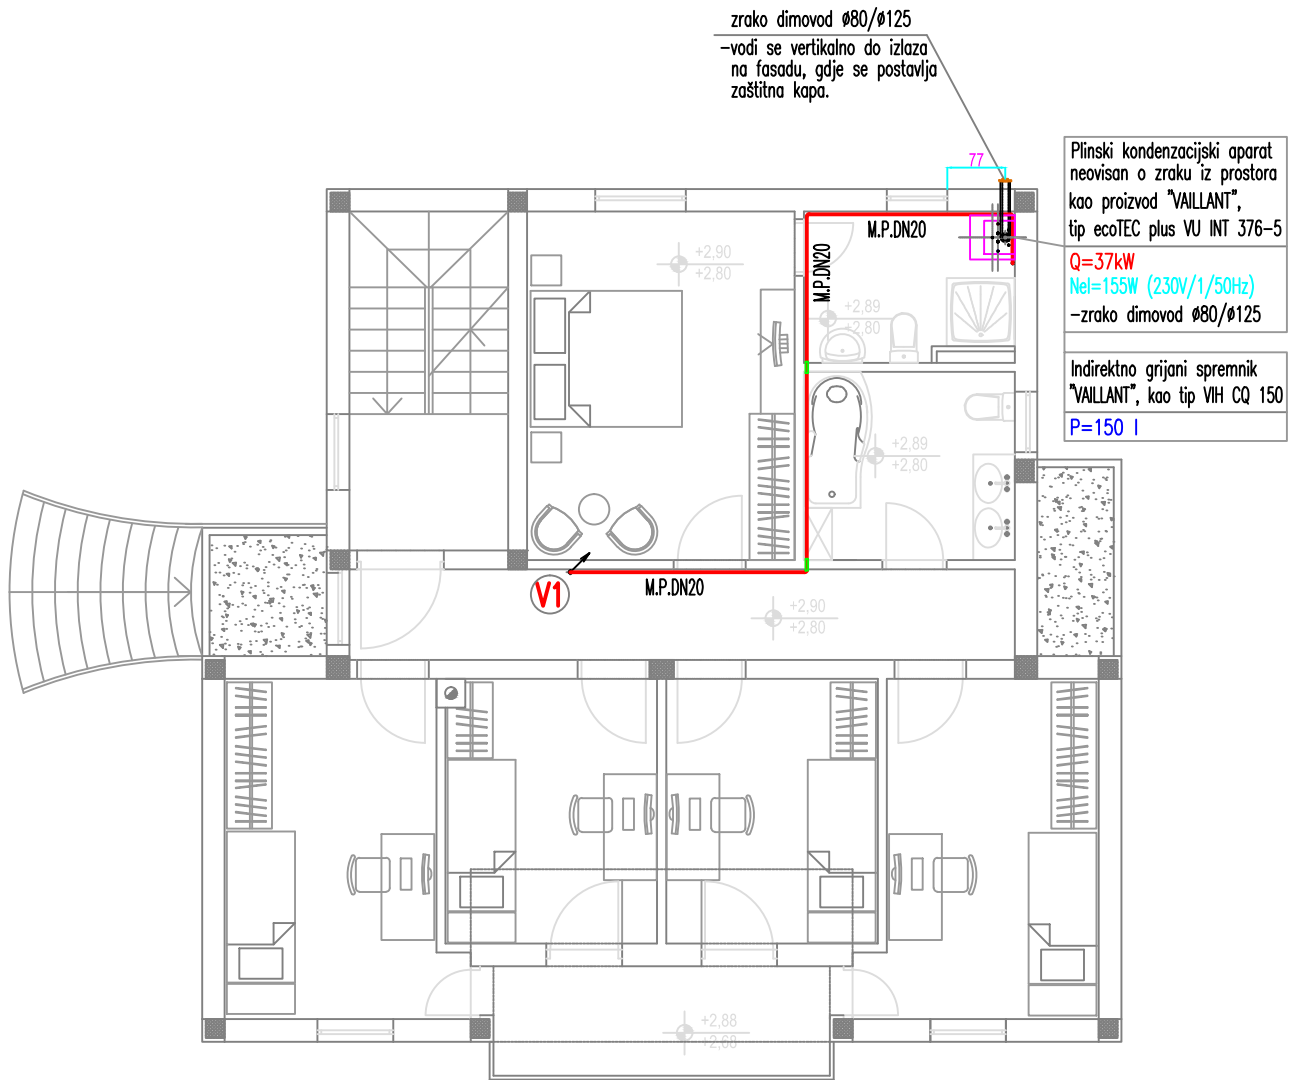 zrako dimovod ø80/ø125
-vodi se vertikalno do izlaza
na fasadu, gdje se postavlja
zaštitna kapa.
77
Plinski kondenzacijski aparat
neovisan o zraku iz prostora
kao proizvod "VAILLANT",
tip ecoTEC plus VU INT 376-5
Q=37kW
Nel=155W (230V/1/50Hz)
-zrako dimovod ø80/ø125
Indirektno grijani spremnik
"VAILLANT", kao tip VIH CQ 150
P=150 l
M.P.DN20
M.P.DN20
+2,90
+2,80
+2,89
+2,80
+2,89
+2,80
V1
M.P.DN20
+2,90
+2,80
+2,88
+2,68